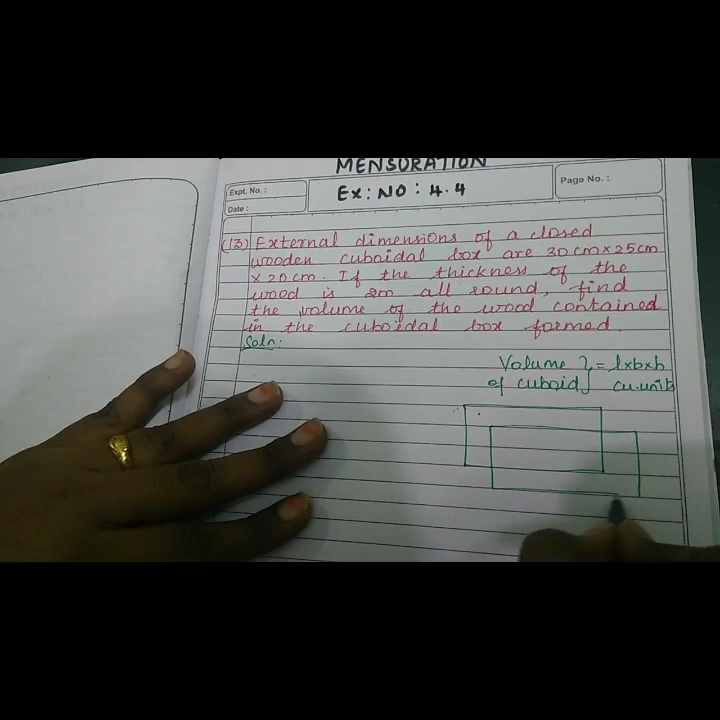 MENSURATION
Expt. No. :
Date :
Ex: NO : 4.4
Page No. :
(13) External dimensions of a closed
wooden cuboidal box are 30cm×25cm
×20cm. If the thickness of the
wood is 2m all round, find
the volume of the wood contained
in the cuboidal box formed.
Soln:
Volume } = l×b×h
of cuboid } cu.units